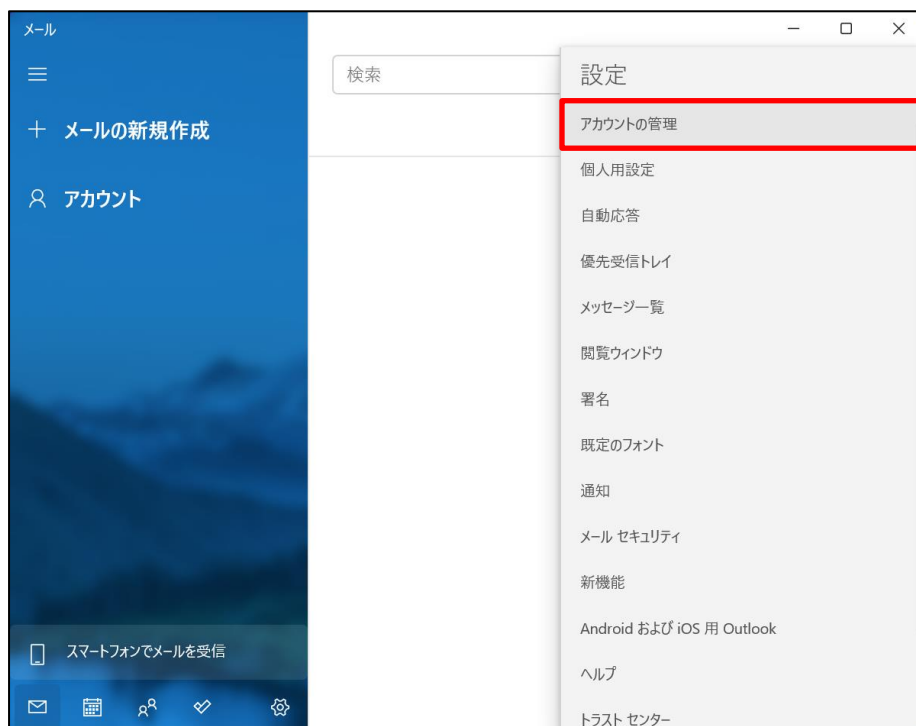 メール
メールの新規作成
アカウント
スマートフォンでメールを受信
検索
設定
アカウントの管理
個人用設定
自動応答
優先受信トレイ
メッセージ一覧
閲覧ウィンドウ
署名
既定のフォント
通知
メール セキュリティ
新機能
Android および iOS 用 Outlook
ヘルプ
トラスト センター